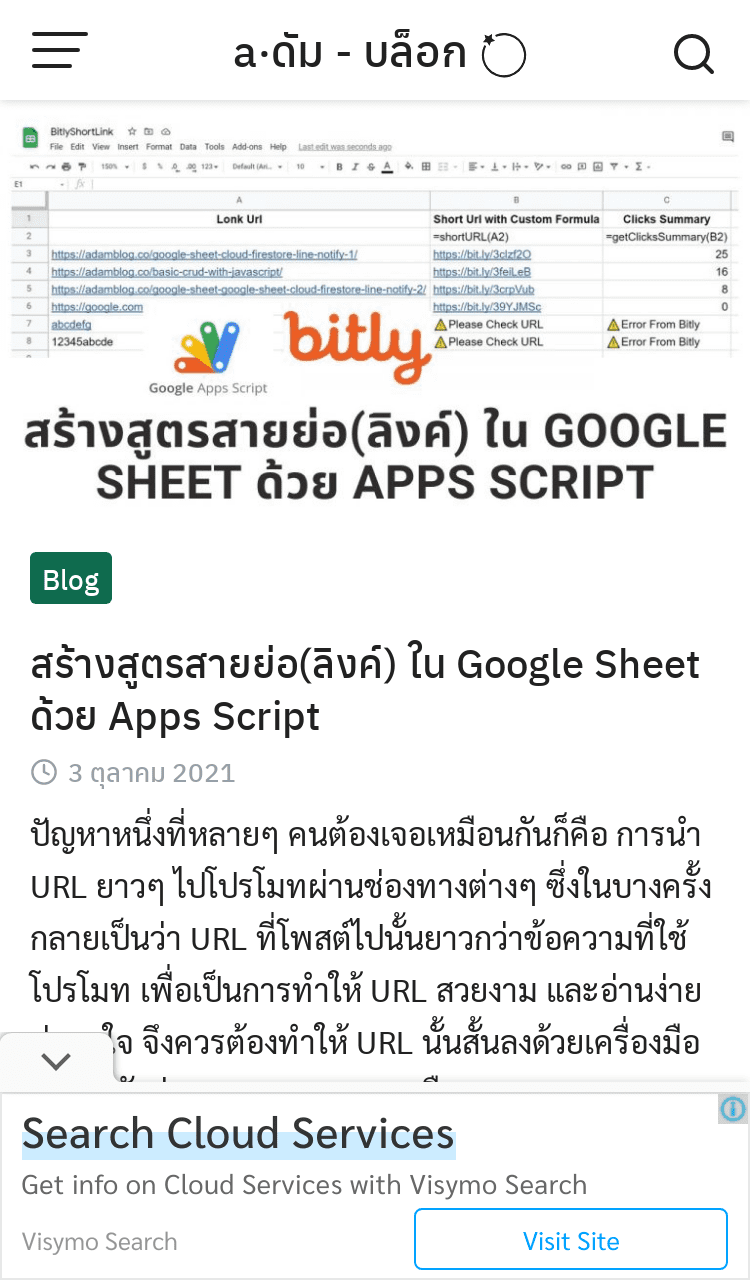 a·ดัม - บล็อก
BitlyShortLink
File Edit View Insert Format Data Tools Add-ons Help Last edit was seconds ago
150% $ % .0 .00 123 Default (Ari... 10 B I S A
E1 fx
A B C
1 Lonk Url Short Url with Custom Formula Clicks Summary
2 =shortURL(A2) =getClicksSummary(B2)
3 https://adamblog.co/google-sheet-cloud-firestore-line-notify-1/ https://bit.ly/3clzf2O 25
4 https://adamblog.co/basic-crud-with-javascript/ https://bit.ly/3feiLeB 16
5 https://adamblog.co/google-sheet-google-sheet-cloud-firestore-line-notify-2/ https://bit.ly/3crpVub 8
6 https://google.com https://bit.ly/39YJMSc 0
7 abcdefg Please Check URL Error From Bitly
8 12345abcde Please Check URL Error From Bitly
bitly
Google Apps Script
สร้างสูตรสายย่อ(ลิงค์) ใน GOOGLE
SHEET ด้วย APPS SCRIPT
Blog
สร้างสูตรสายย่อ(ลิงค์) ใน Google Sheet
ด้วย Apps Script
3 ตุลาคม 2021
ปัญหาหนึ่งที่หลายๆ คนต้องเจอเหมือนกันก็คือ การนำ
URL ยาวๆ ไปโปรโมทผ่านช่องทางต่างๆ ซึ่งในบางครั้ง
กลายเป็นว่า URL ที่โพสต์ไปนั้นยาวกว่าข้อความที่ใช้
โปรโมท เพื่อเป็นการทำให้ URL สวยงาม และอ่านง่าย
จึงควรต้องทำให้ URL นั้นสั้นลงด้วยเครื่องมือ
Search Cloud Services
Get info on Cloud Services with Visymo Search
Visymo Search
Visit Site